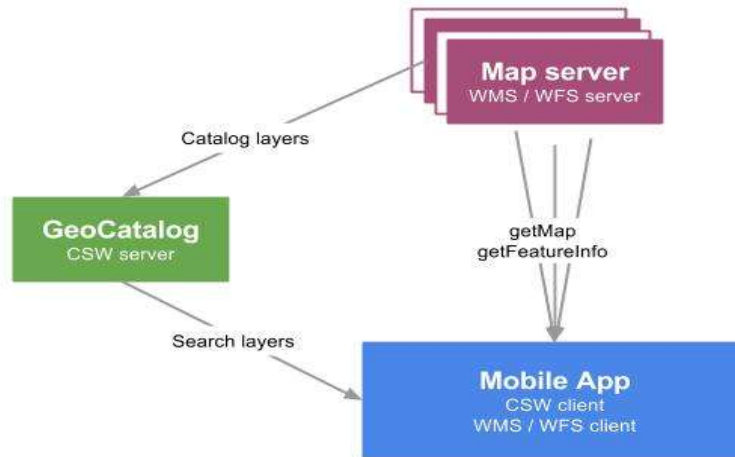 Map server
WMS / WFS server
Catalog layers
GeoCatalog
CSW server
getMap
getFeatureInfo
Search layers
Mobile App
CSW client
WMS / WFS client